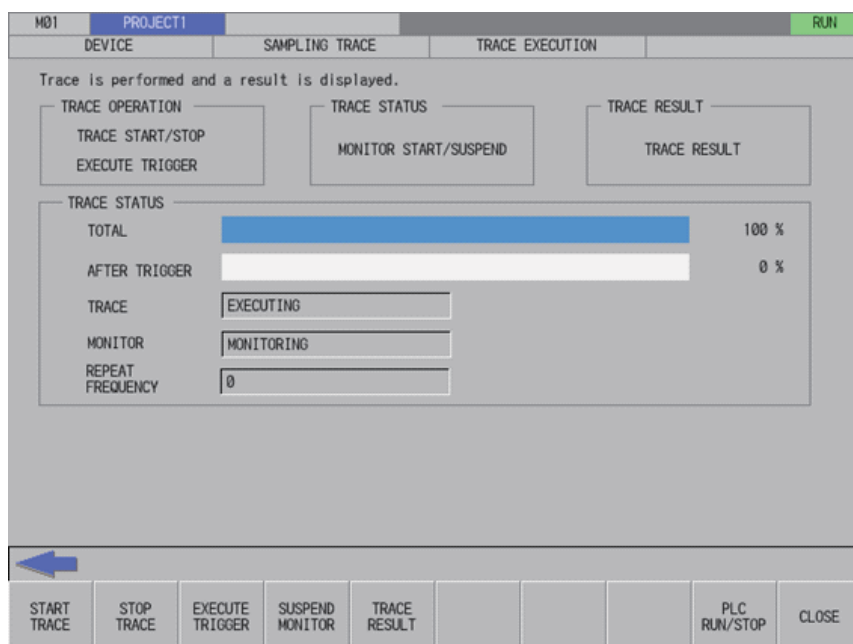 M01 PROJECT1 RUN
DEVICE SAMPLING TRACE TRACE EXECUTION
Trace is performed and a result is displayed.
TRACE OPERATION TRACE STATUS TRACE RESULT
TRACE START/STOP
MONITOR START/SUSPEND TRACE RESULT
EXECUTE TRIGGER
TRACE STATUS
TOTAL 100 %
AFTER TRIGGER 0 %
TRACE EXECUTING
MONITOR MONITORING
REPEAT
FREQUENCY 0
START STOP EXECUTE SUSPEND TRACE PLC
TRACE TRACE TRIGGER MONITOR RESULT RUN/STOP CLOSE